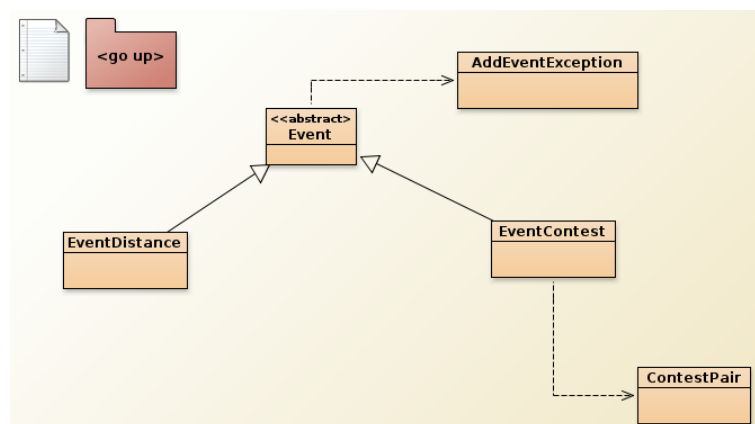 <go up>
AddEventException
<<abstract>
Event
EventDistance
EventContest
ContestPair